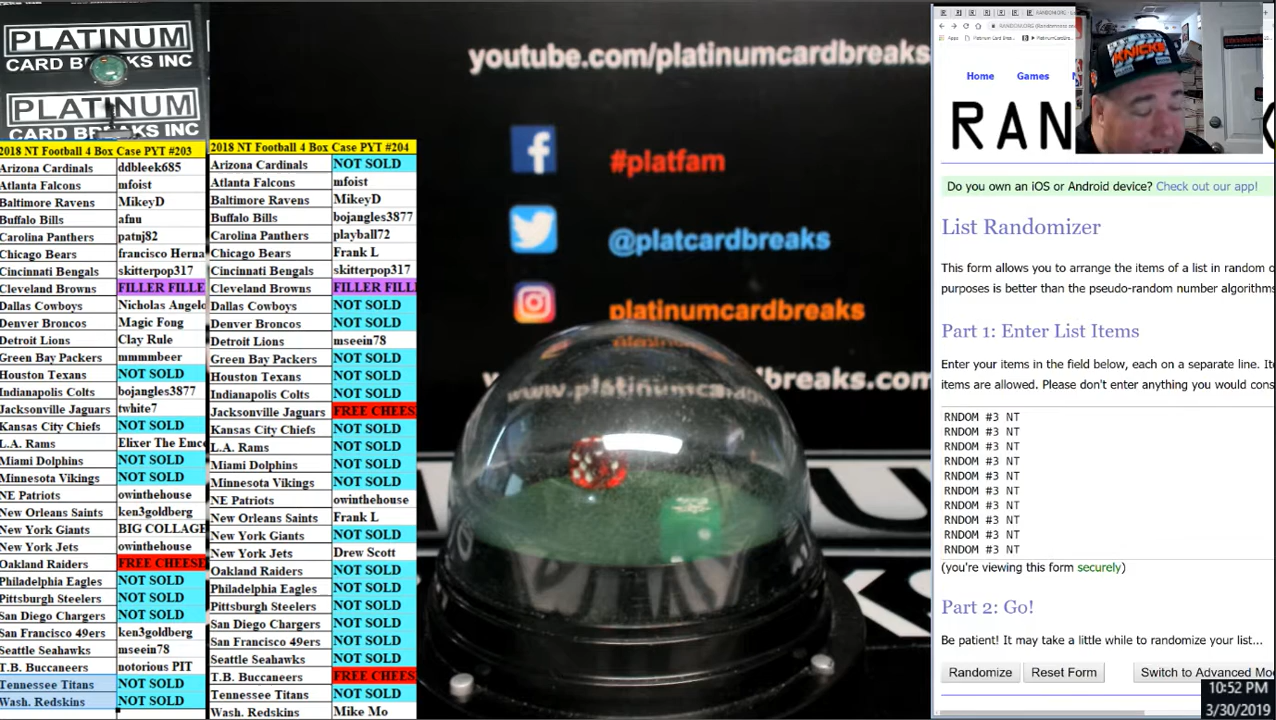 PLATINUM
CARD BREAKS INC
PLATINUM
CARD BREAKS INC
2018 NT Football 4 Box Case PYT #203
Arizona Cardinals ddbleek685
Atlanta Falcons mfoist
Baltimore Ravens MikeyD
Buffalo Bills afnu
Carolina Panthers patnj82
Chicago Bears francisco Herna
Cincinnati Bengals skitterpop317
Cleveland Browns FILLER FILLE
Dallas Cowboys Nicholas Angelo
Denver Broncos Magic Fong
Detroit Lions Clay Rule
Green Bay Packers mmmmbeer
Houston Texans NOT SOLD
Indianapolis Colts bojangles3877
Jacksonville Jaguars twhite7
Kansas City Chiefs NOT SOLD
L.A. Rams Elixer The Emce
Miami Dolphins NOT SOLD
Minnesota Vikings NOT SOLD
NE Patriots owinthehouse
New Orleans Saints ken3goldberg
New York Giants BIG COLLAGE
New York Jets owinthehouse
Oakland Raiders FREE CHEESE
Philadelphia Eagles NOT SOLD
Pittsburgh Steelers NOT SOLD
San Diego Chargers NOT SOLD
San Francisco 49ers ken3goldberg
Seattle Seahawks mseein78
T.B. Buccaneers notorious PIT
Tennessee Titans NOT SOLD
Wash. Redskins NOT SOLD
2018 NT Football 4 Box Case PYT #204
Arizona Cardinals NOT SOLD
Atlanta Falcons mfoist
Baltimore Ravens MikeyD
Buffalo Bills bojangles3877
Carolina Panthers playball72
Chicago Bears Frank L
Cincinnati Bengals skitterpop317
Cleveland Browns FILLER FILL
Dallas Cowboys NOT SOLD
Denver Broncos NOT SOLD
Detroit Lions mseein78
Green Bay Packers NOT SOLD
Houston Texans NOT SOLD
Indianapolis Colts NOT SOLD
Jacksonville Jaguars FREE CHEES
Kansas City Chiefs NOT SOLD
L.A. Rams NOT SOLD
Miami Dolphins NOT SOLD
Minnesota Vikings NOT SOLD
NE Patriots owinthehouse
New Orleans Saints Frank L
New York Giants NOT SOLD
New York Jets Drew Scott
Oakland Raiders NOT SOLD
Philadelphia Eagles NOT SOLD
Pittsburgh Steelers NOT SOLD
San Diego Chargers NOT SOLD
San Francisco 49ers NOT SOLD
Seattle Seahawks NOT SOLD
T.B. Buccaneers FREE CHEES
Tennessee Titans NOT SOLD
Wash. Redskins Mike Mo
youtube.com/platinumcardbreaks
f #platfam
@platcardbreaks
platinumcardbreaks
Home Games
RAN
KNICKS
Do you own an iOS or Android device? Check out our app!
List Randomizer
This form allows you to arrange the items of a list in random o
purposes is better than the pseudo-random number algorithms
Part 1: Enter List Items
Enter your items in the field below, each on a separate line. It
items are allowed. Please don't enter anything you would cons
RNDOM #3 NT
RNDOM #3 NT
RNDOM #3 NT
RNDOM #3 NT
RNDOM #3 NT
RNDOM #3 NT
RNDOM #3 NT
RNDOM #3 NT
RNDOM #3 NT
RNDOM #3 NT
(you're viewing this form securely)
Part 2: Go!
Be patient! It may take a little while to randomize your list...
Randomize Reset Form Switch to Advanced Mo
10:52 PM
3/30/2019